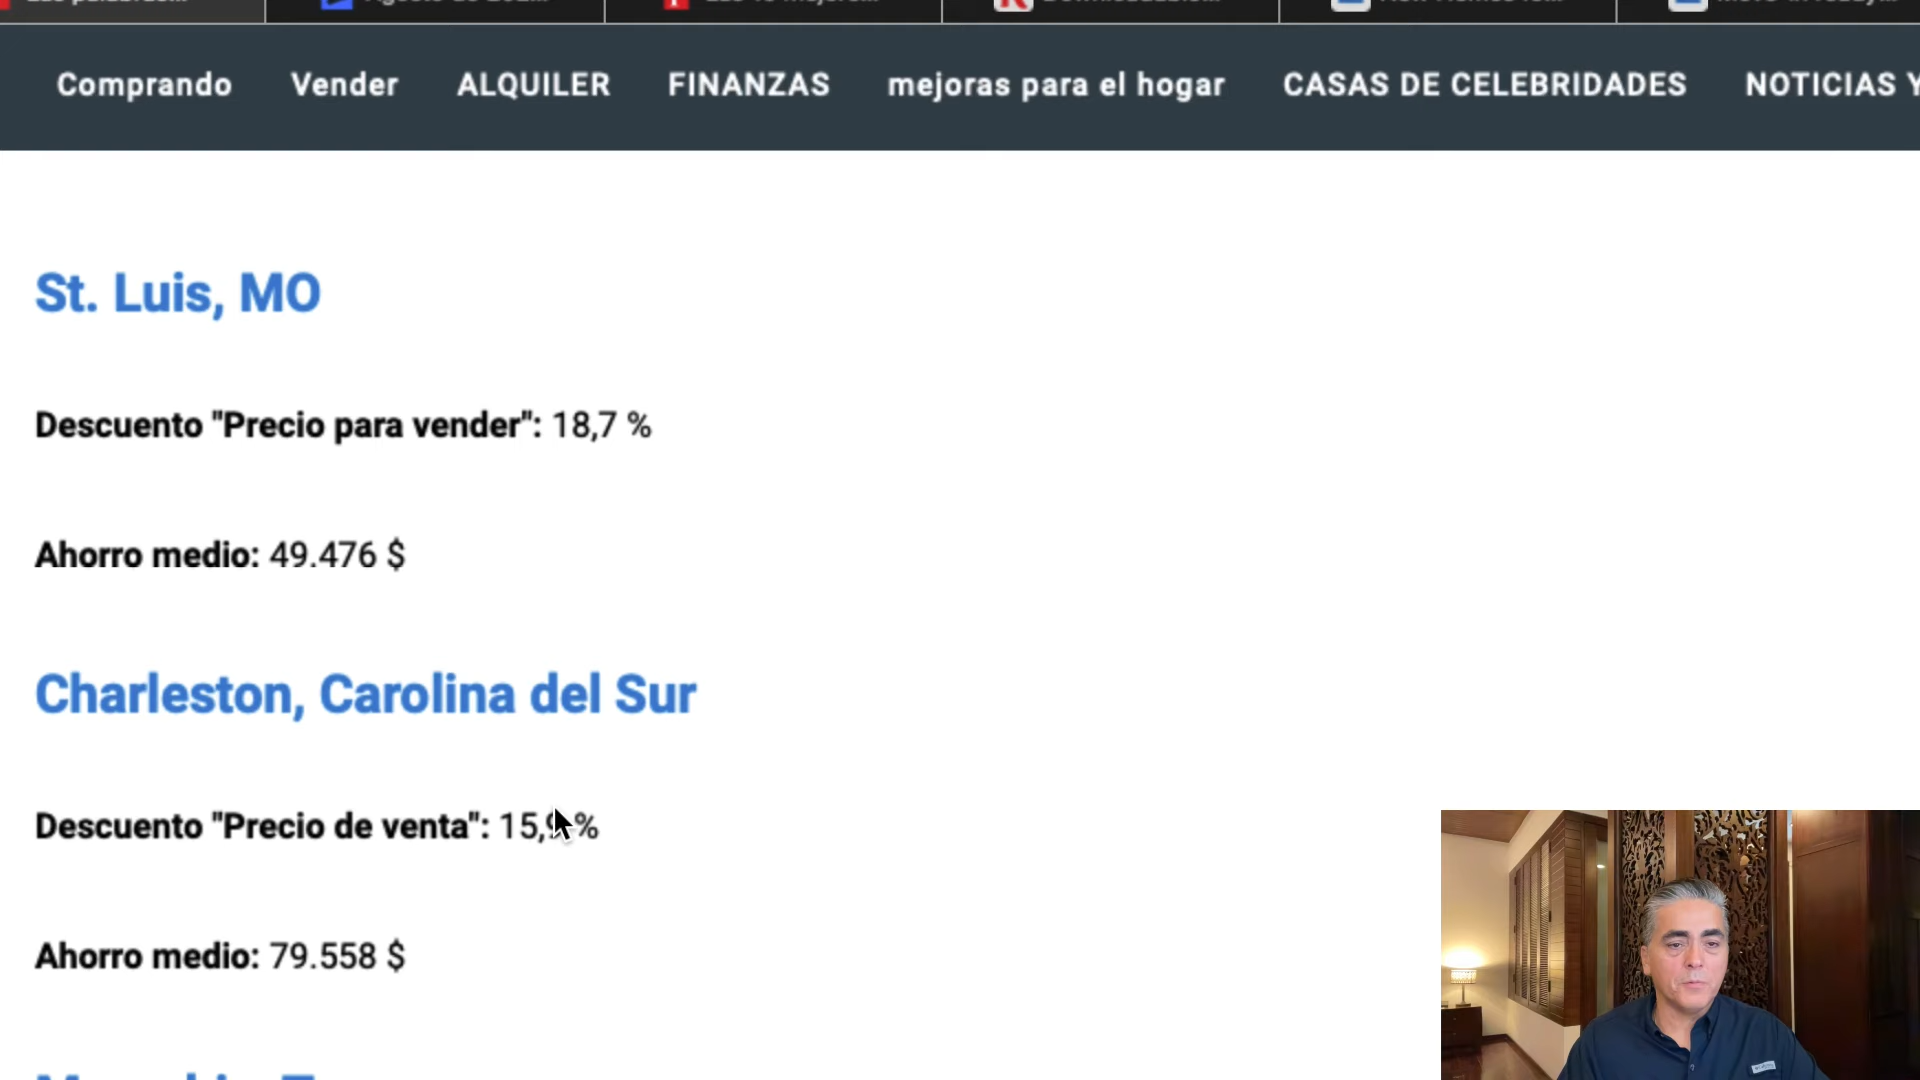 Comprando Vender ALQUILER FINANZAS mejoras para el hogar CASAS DE CELEBRIDADES NOTICIAS Y
St. Luis, MO
Descuento "Precio para vender": 18,7 %
Ahorro medio: 49.476 $
Charleston, Carolina del Sur
Descuento "Precio de venta": 15, %
Ahorro medio: 79.558 $